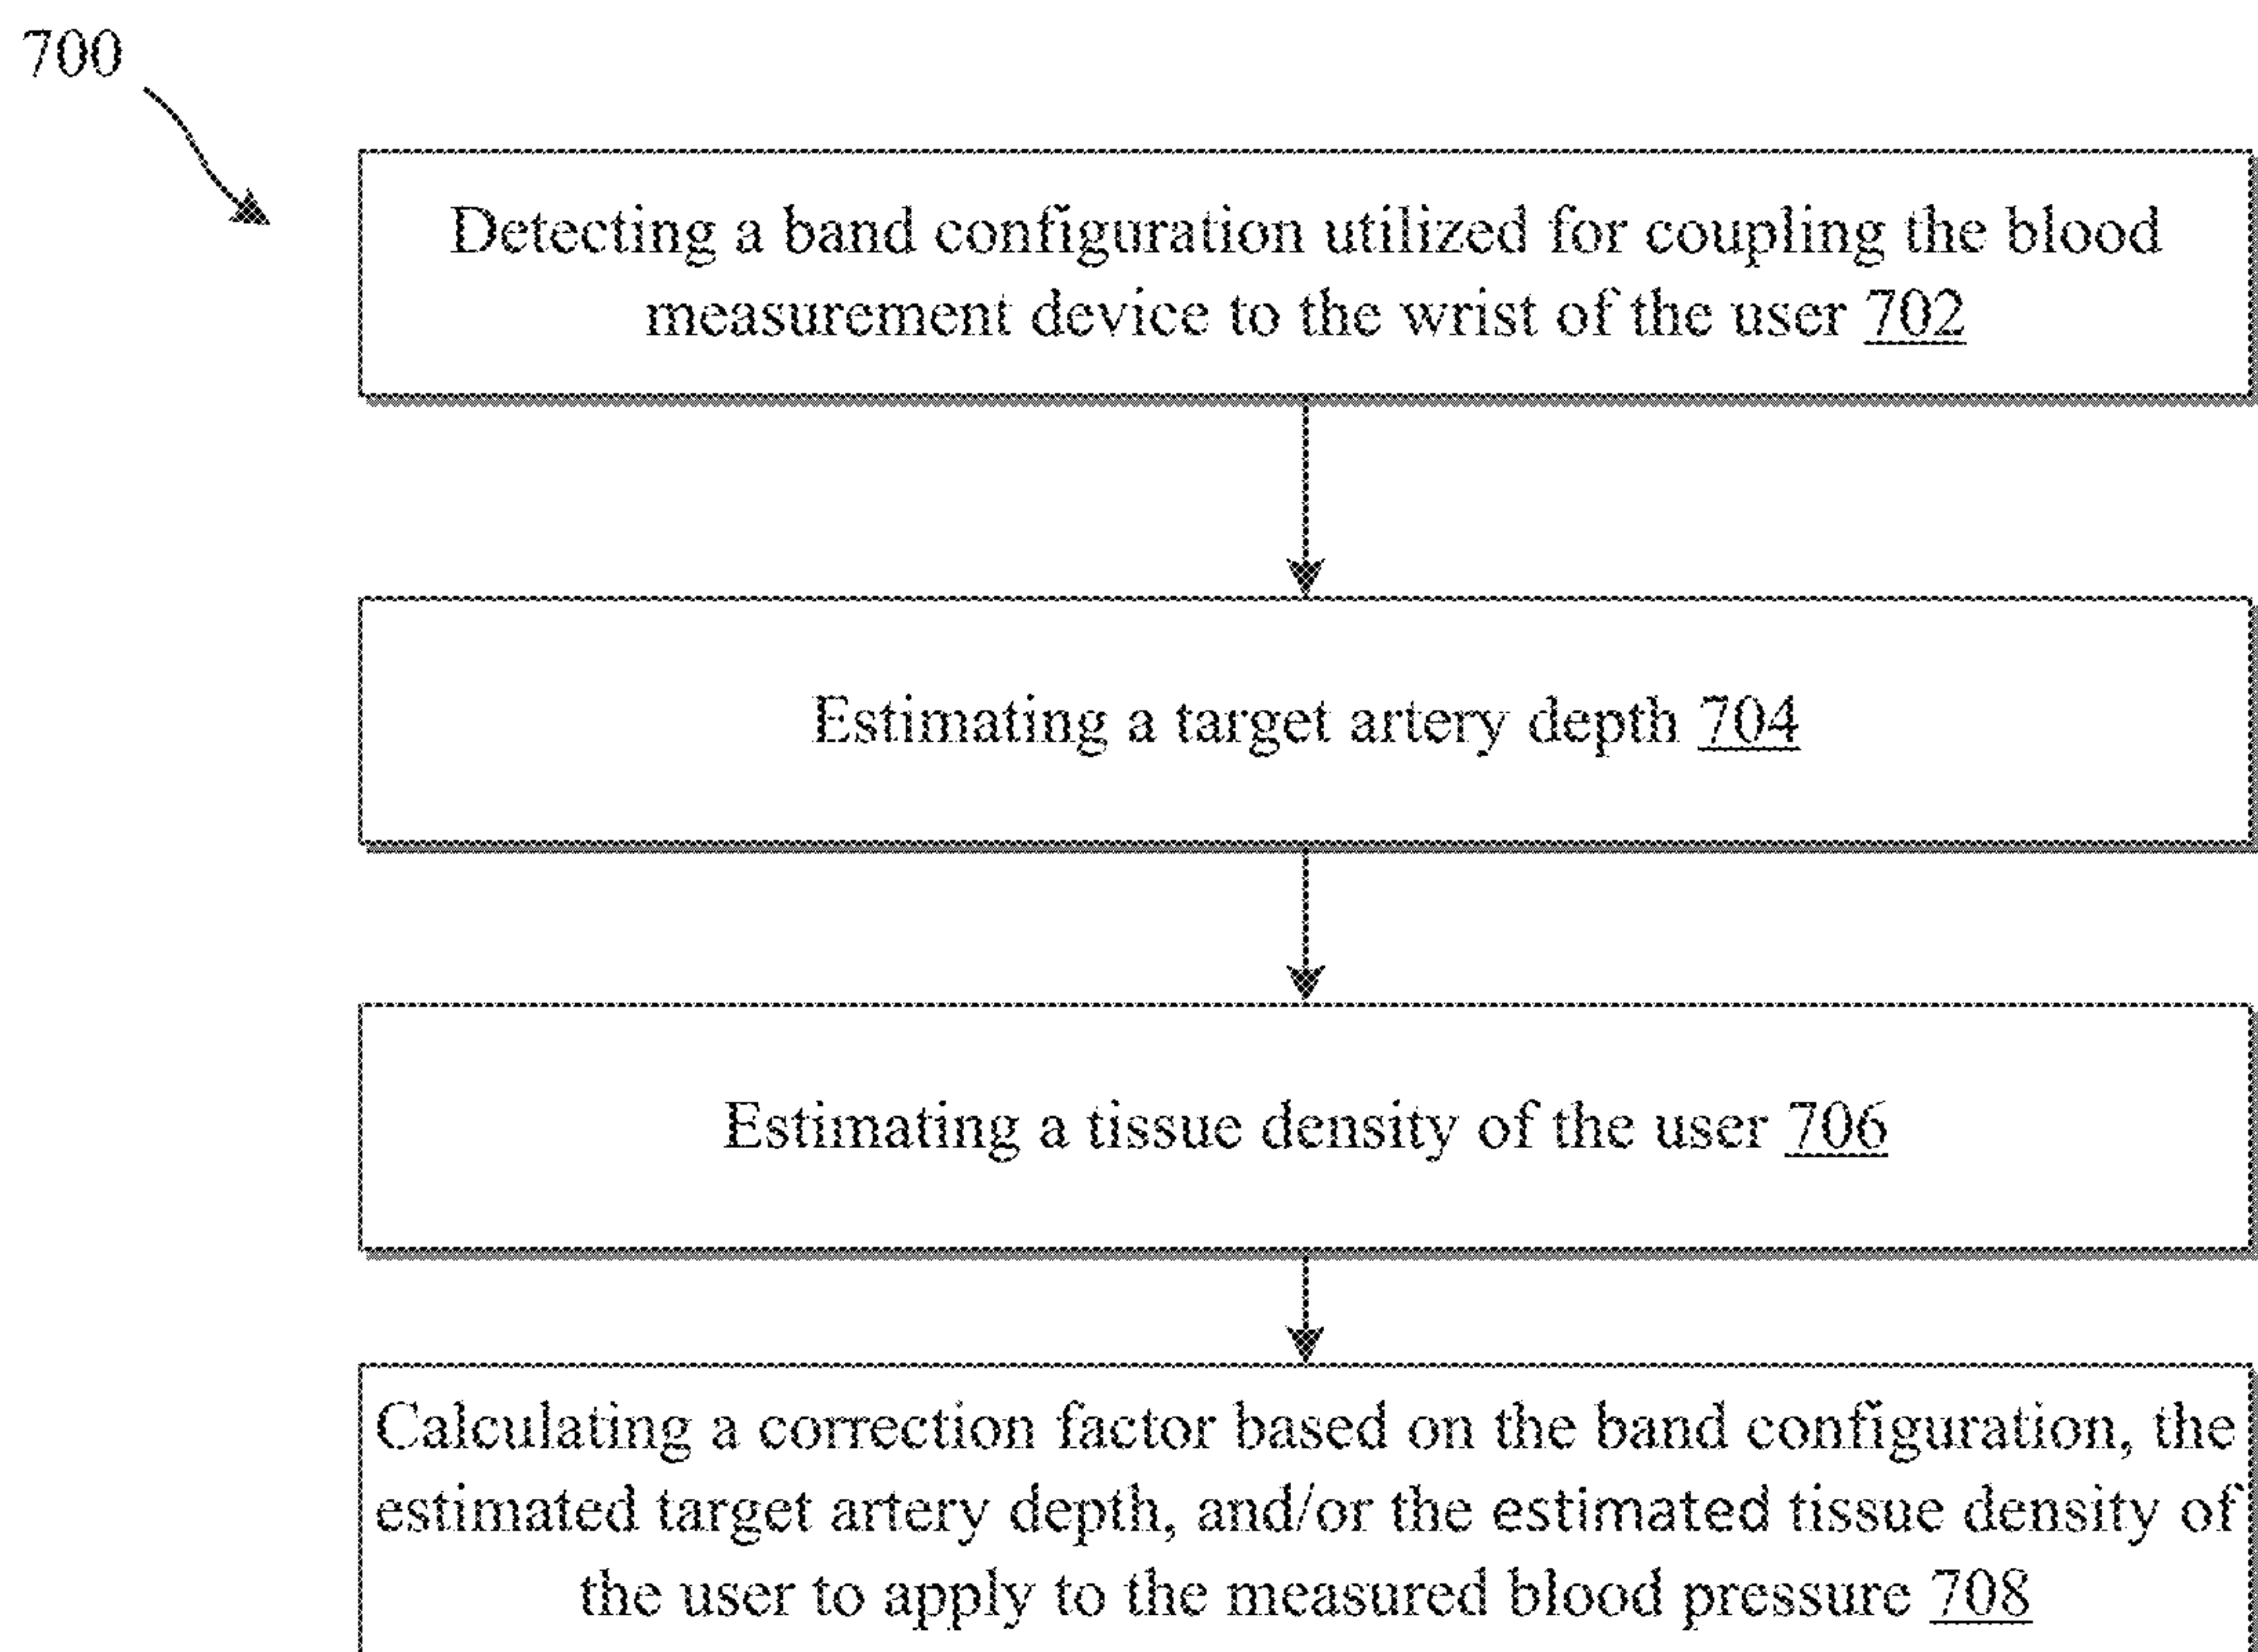 700
Detecting a band configuration utilized for coupling the blood
measurement device to the wrist of the user 702
Estimating a target artery depth 704
Estimating a tissue density of the user 706
Calculating a correction factor based on the band configuration, the
estimated target artery depth, and/or the estimated tissue density of
the user to apply to the measured blood pressure 708